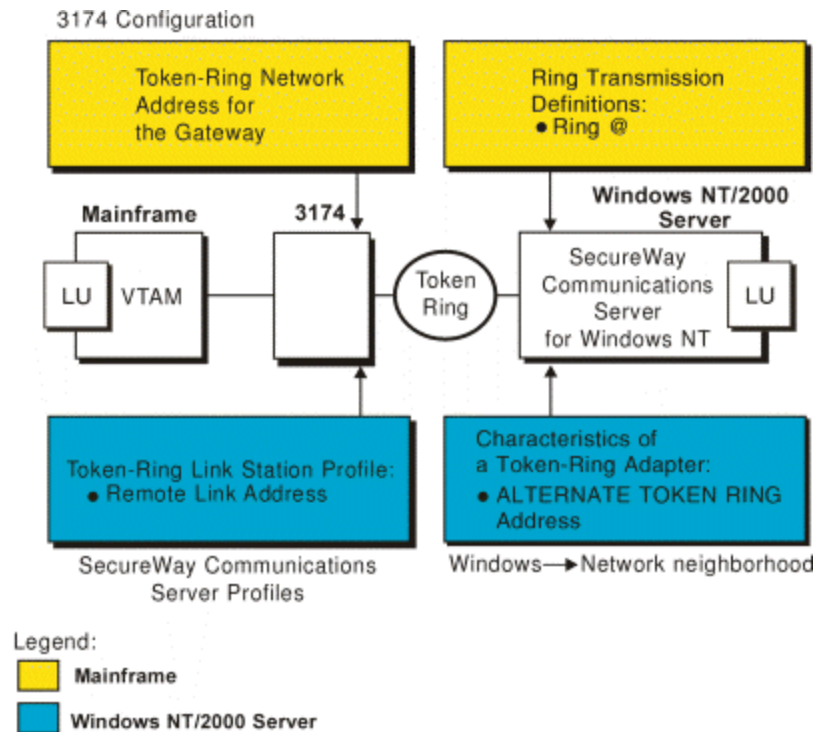 3174 Configuration
Token-Ring Network
Address for
the Gateway
Ring Transmission
Definitions:
● Ring @
Mainframe
3174
Windows NT/2000
Server
LU
VTAM
Token
Ring
SecureWay
Communications
Server
for Windows NT
LU
Token-Ring Link Station Profile:
● Remote Link Address
Characteristics of
a Token-Ring Adapter:
● ALTERNATE TOKEN RING
Address
SecureWay Communications
Server Profiles
Windows→Network neighborhood
Legend:
Mainframe
Windows NT/2000 Server